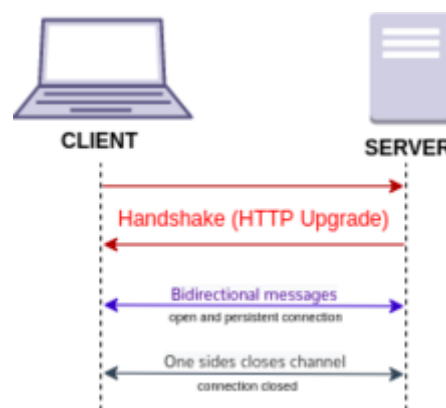 CLIENT
SERVER
Handshake (HTTP Upgrade)
Bidirectional messages
open and persistent connection
One sides closes channel
connection closed